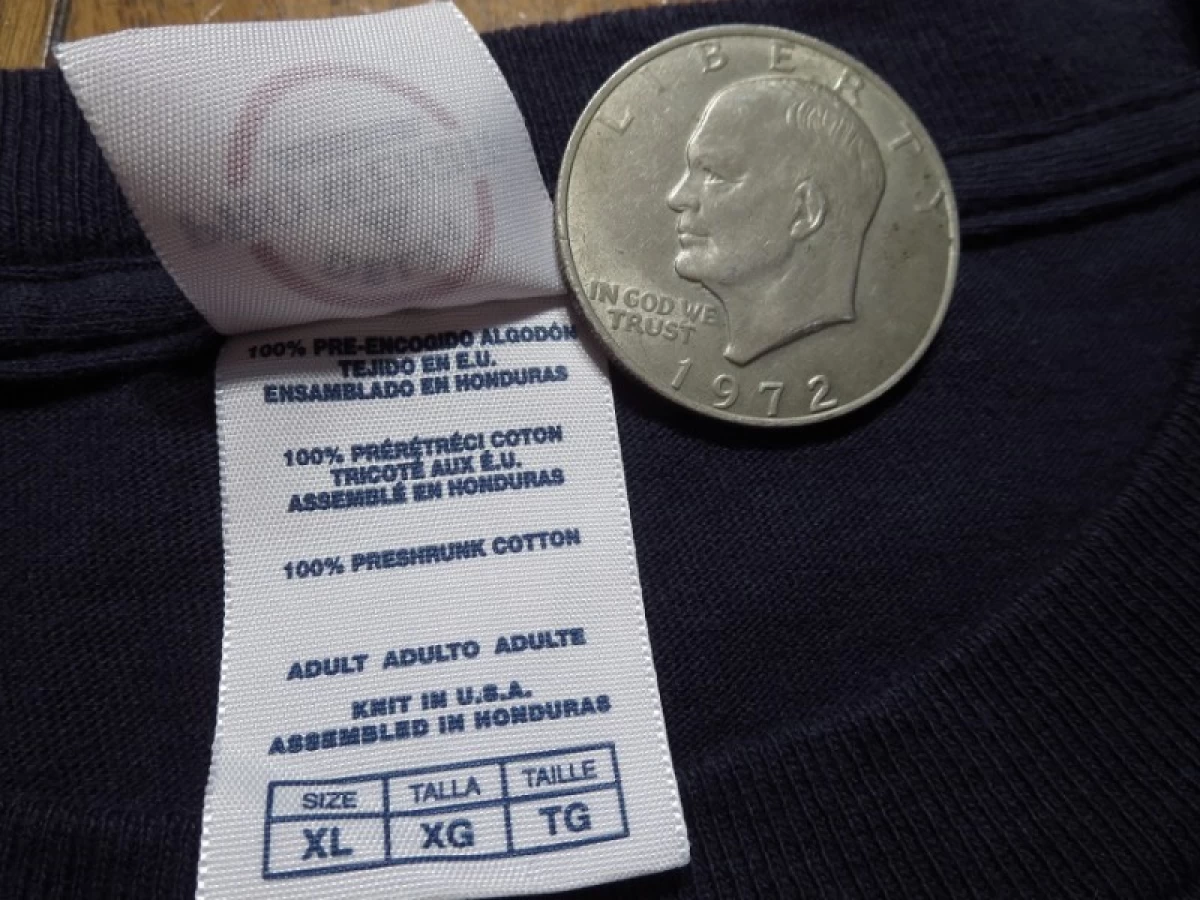 LIBERTY
IN GOD WE
TRUST
1972
100% PRE-ENCOGIDO ALGODÓN
TEJIDO EN E.U.
ENSAMBLADO EN HONDURAS
100% PRÉRÉTRÉCI COTON
TRICOTÉ AUX É.U.
ASSEMBLÉ EN HONDURAS
100% PRESHRUNK COTTON
ADULT ADULTO ADULTE
KNIT IN U.S.A.
ASSEMBLED IN HONDURAS
SIZE TALLA TAILLE
XL XG TG